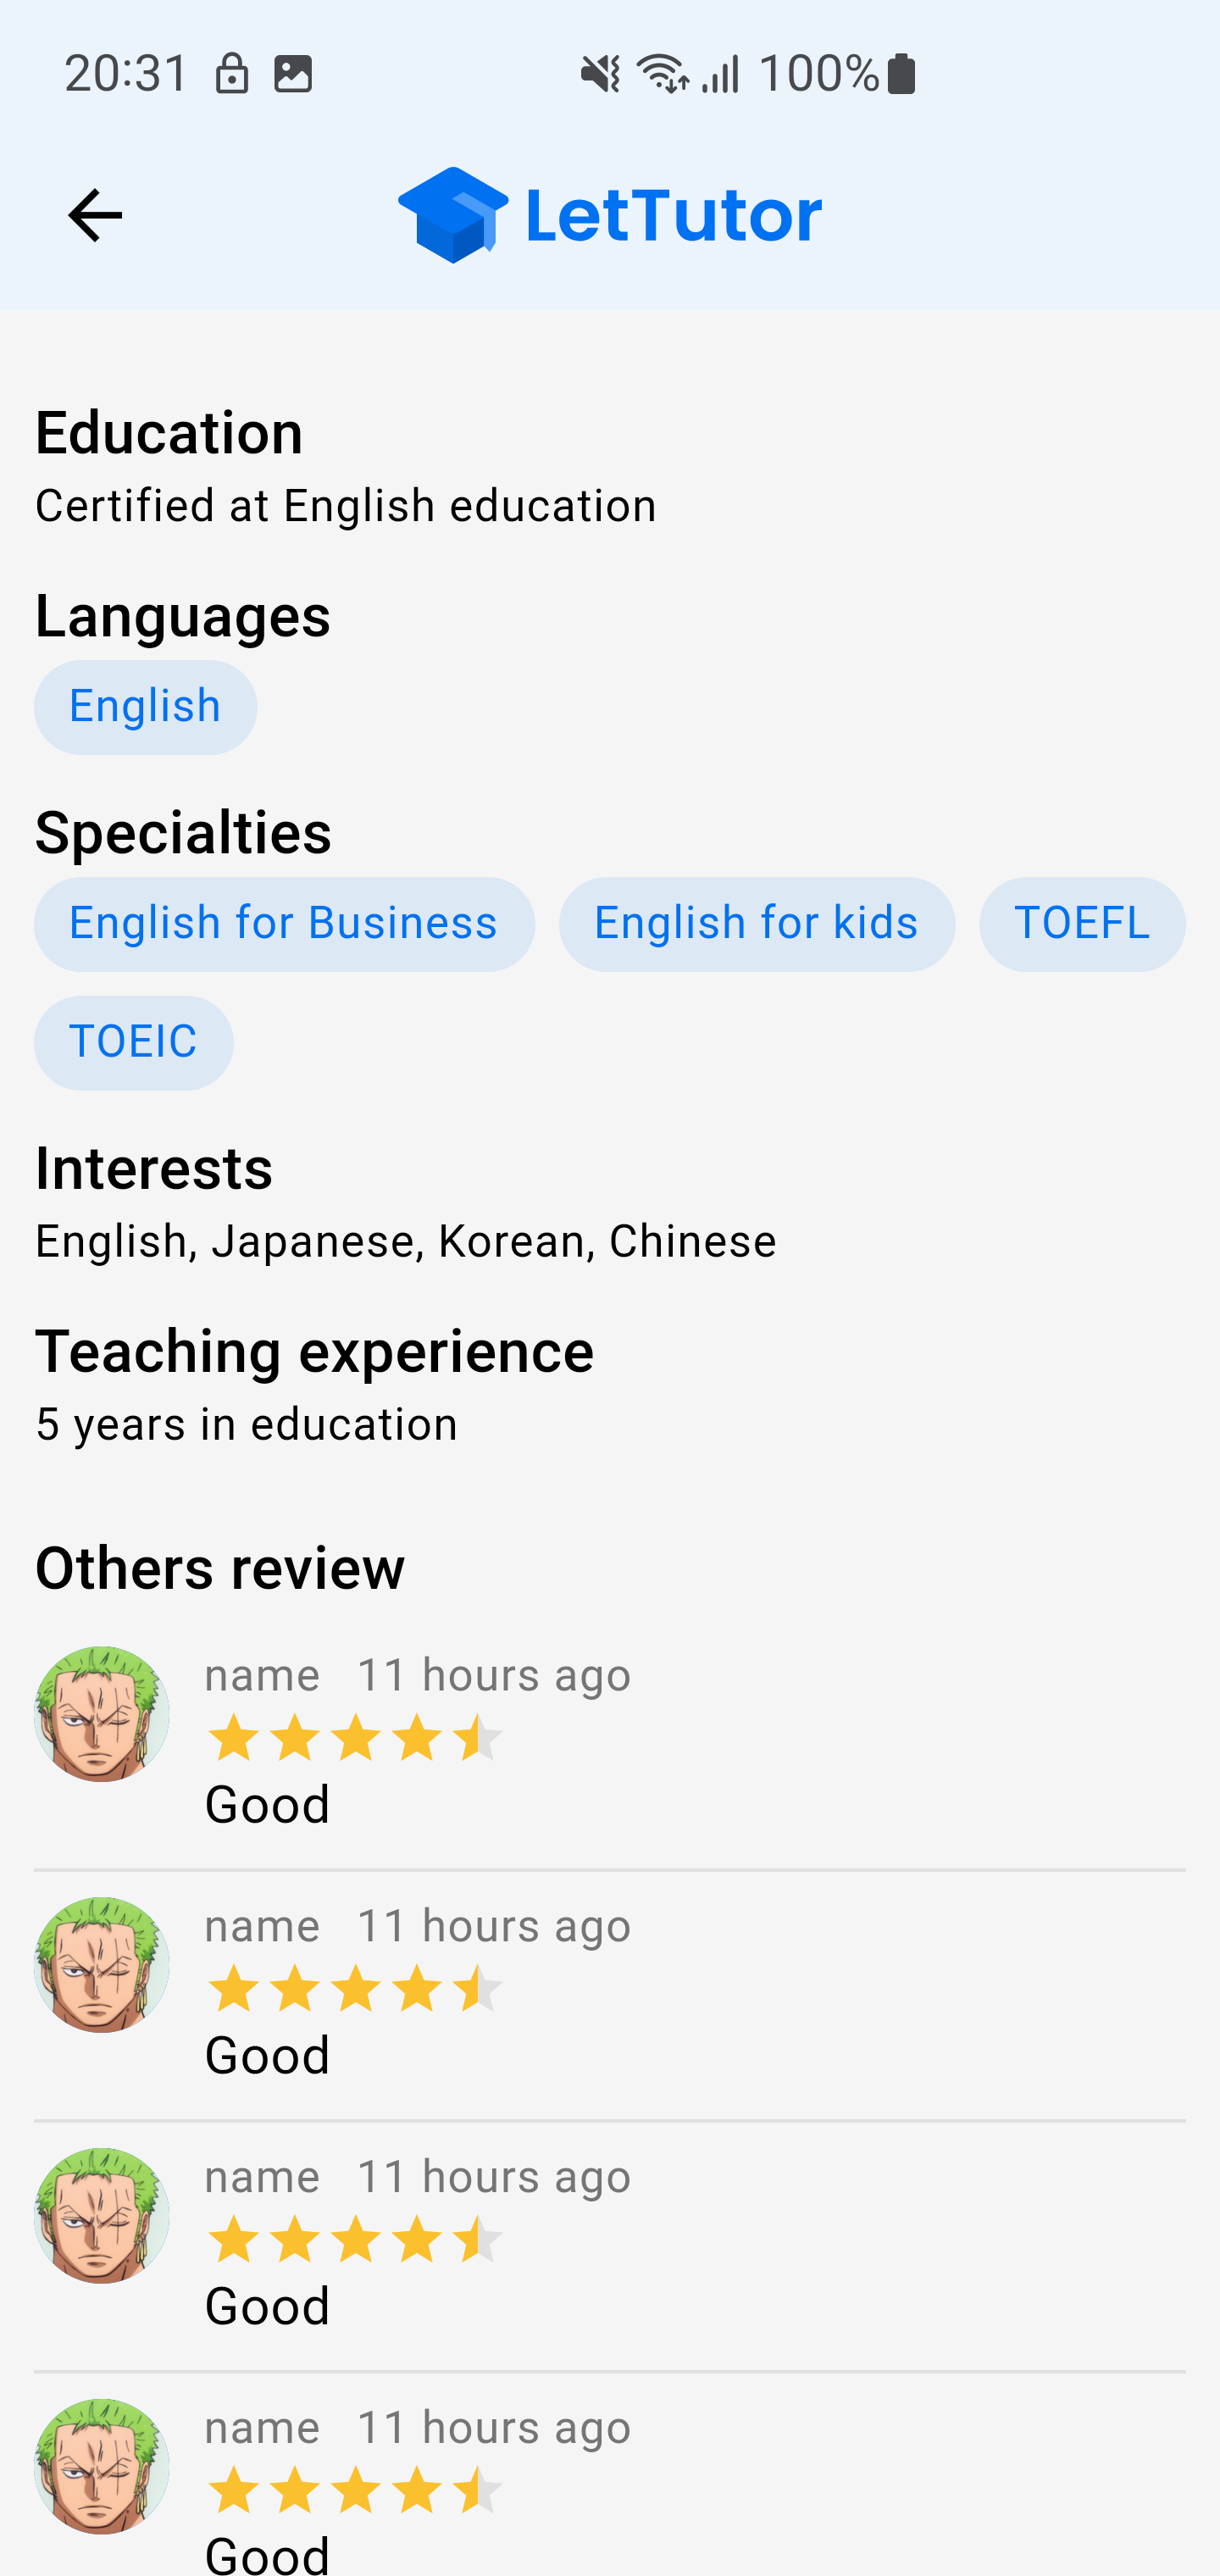 20:31 100%
LetTutor
Education
Certified at English education
Languages
English
Specialties
English for Business English for kids TOEFL
TOEIC
Interests
English, Japanese, Korean, Chinese
Teaching experience
5 years in education
Others review
name 11 hours ago
Good
name 11 hours ago
Good
name 11 hours ago
Good
name 11 hours ago
Good